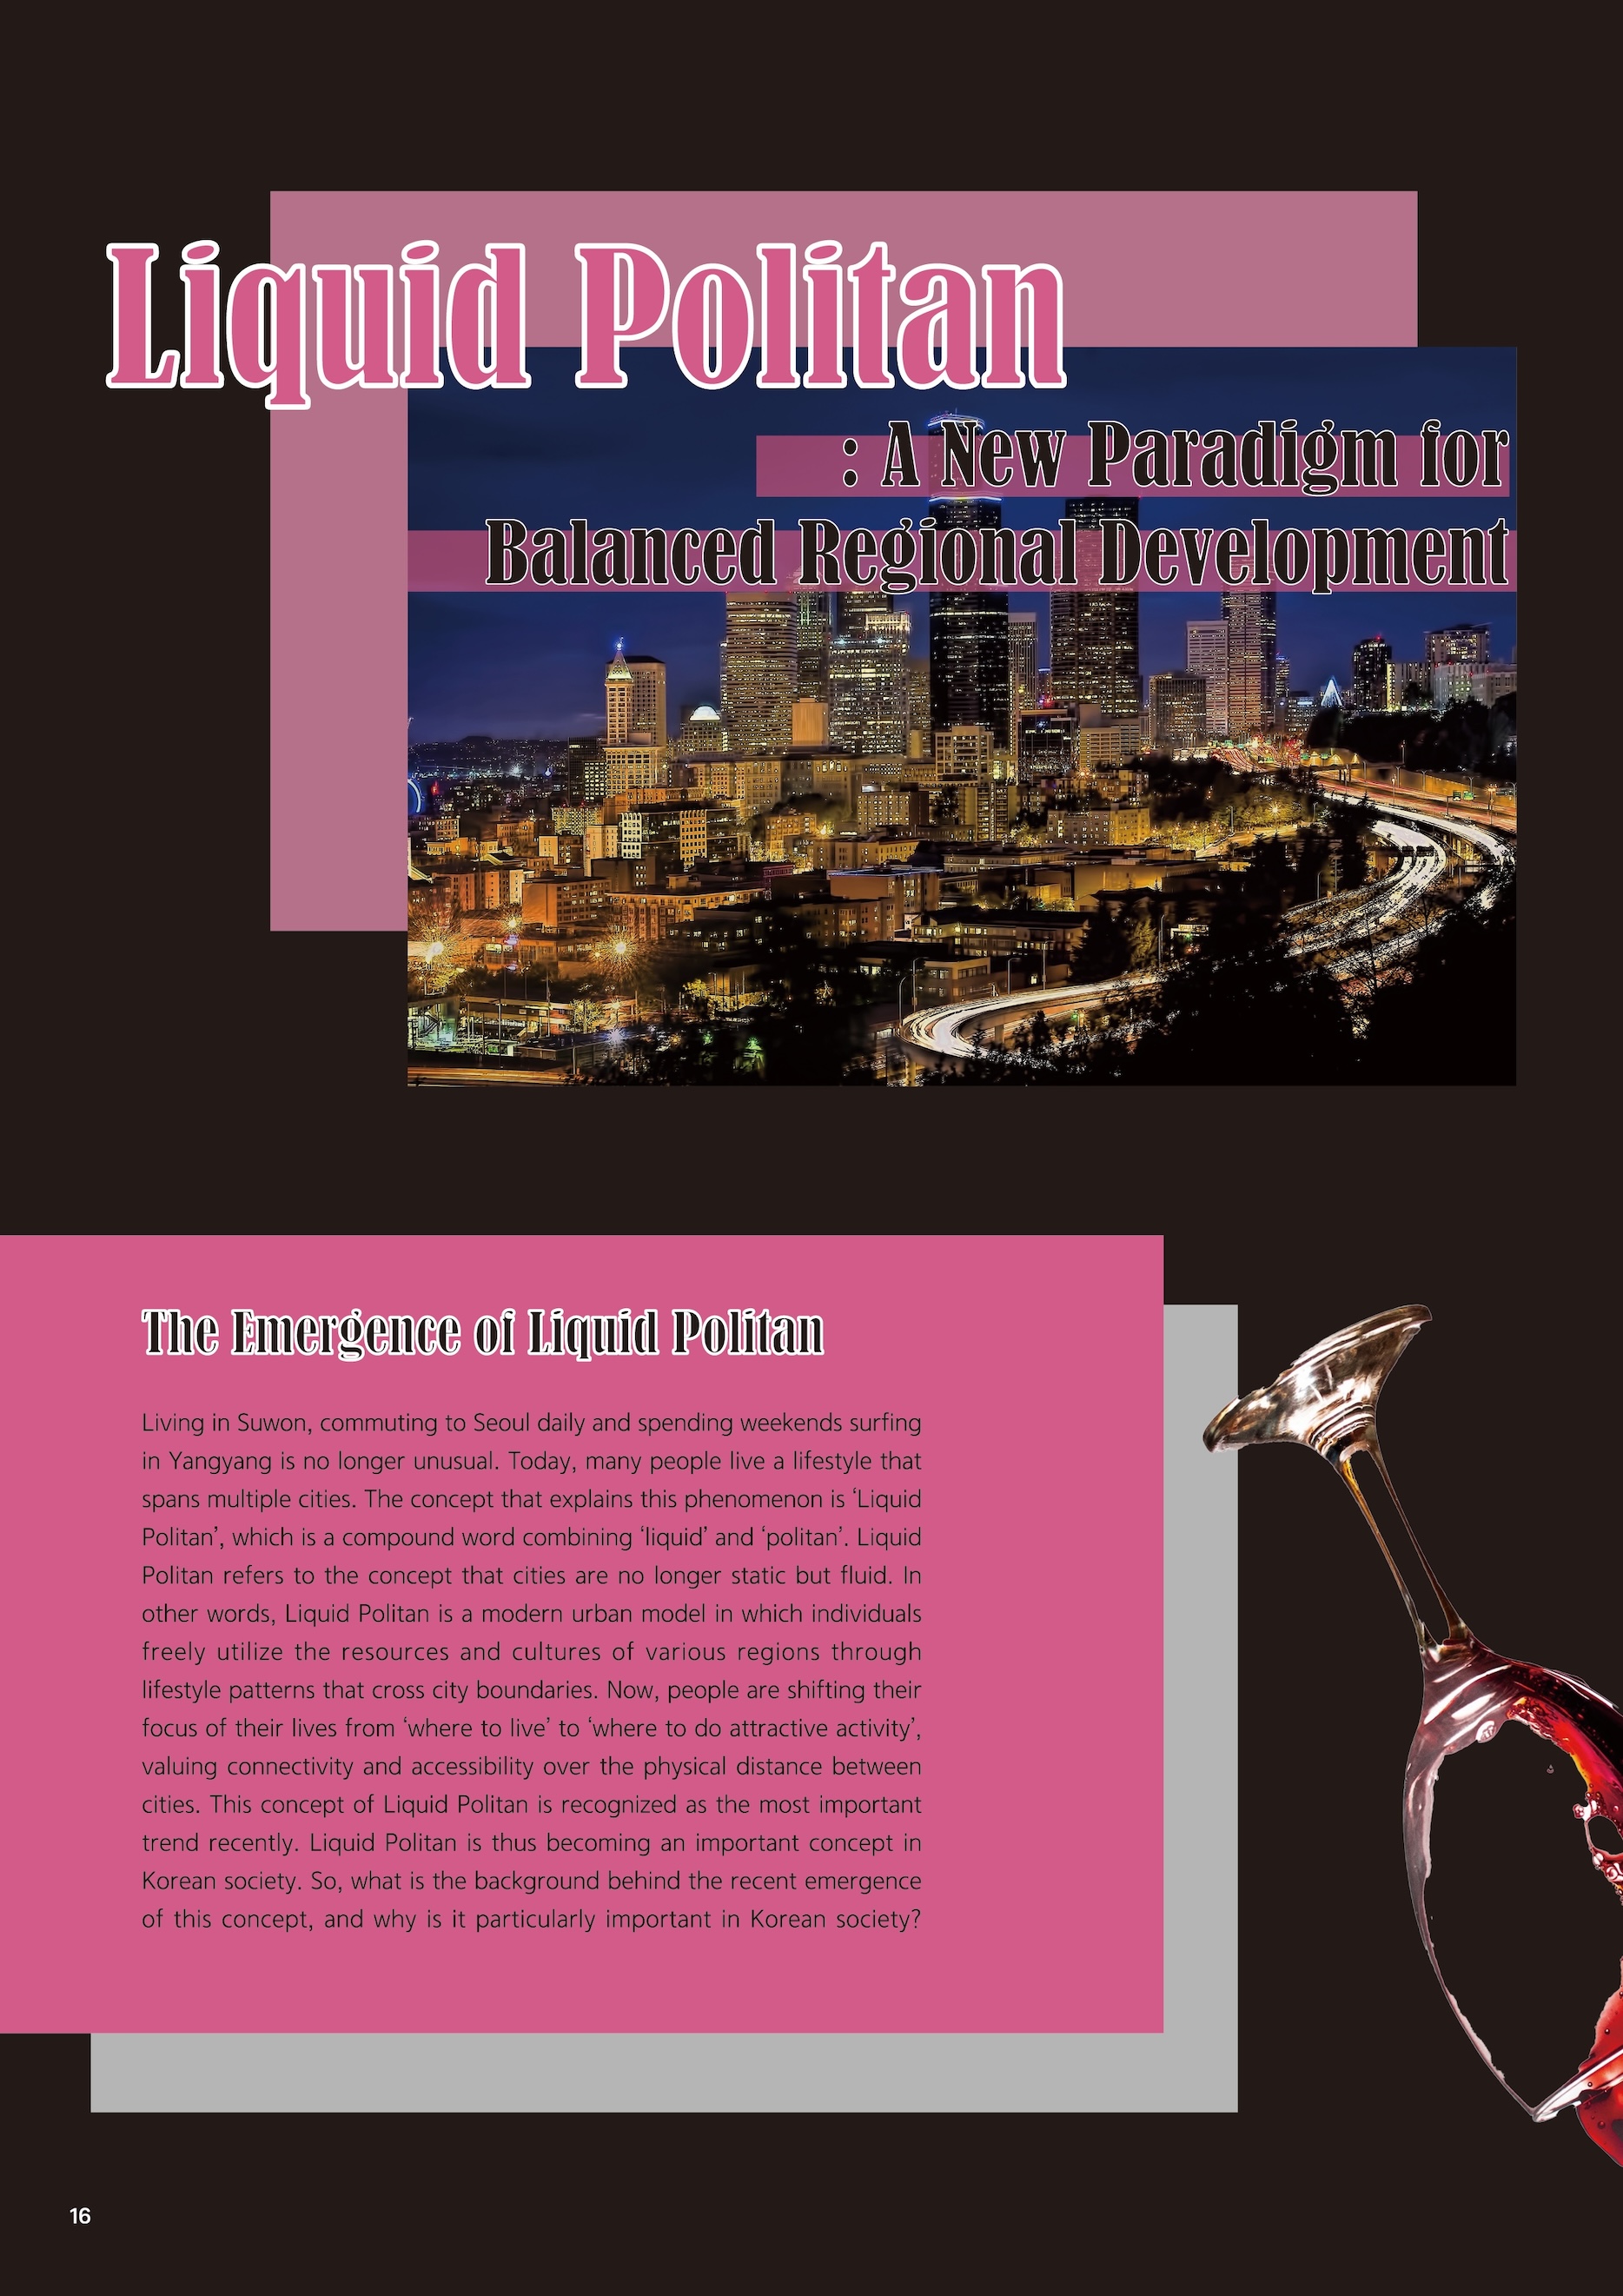 Liquid Politan
: A New Paradigm for
Balanced Regional Development
The Emergence of Liquid Politan
Living in Suwon, commuting to Seoul daily and spending weekends surfing
in Yangyang is no longer unusual. Today, many people live a lifestyle that
spans multiple cities. The concept that explains this phenomenon is ‘Liquid
Politan’, which is a compound word combining ‘liquid’ and ‘politan’. Liquid
Politan refers to the concept that cities are no longer static but fluid. In
other words, Liquid Politan is a modern urban model in which individuals
freely utilize the resources and cultures of various regions through
lifestyle patterns that cross city boundaries. Now, people are shifting their
focus of their lives from ‘where to live’ to ‘where to do attractive activity’,
valuing connectivity and accessibility over the physical distance between
cities. This concept of Liquid Politan is recognized as the most important
trend recently. Liquid Politan is thus becoming an important concept in
Korean society. So, what is the background behind the recent emergence
of this concept, and why is it particularly important in Korean society?
16